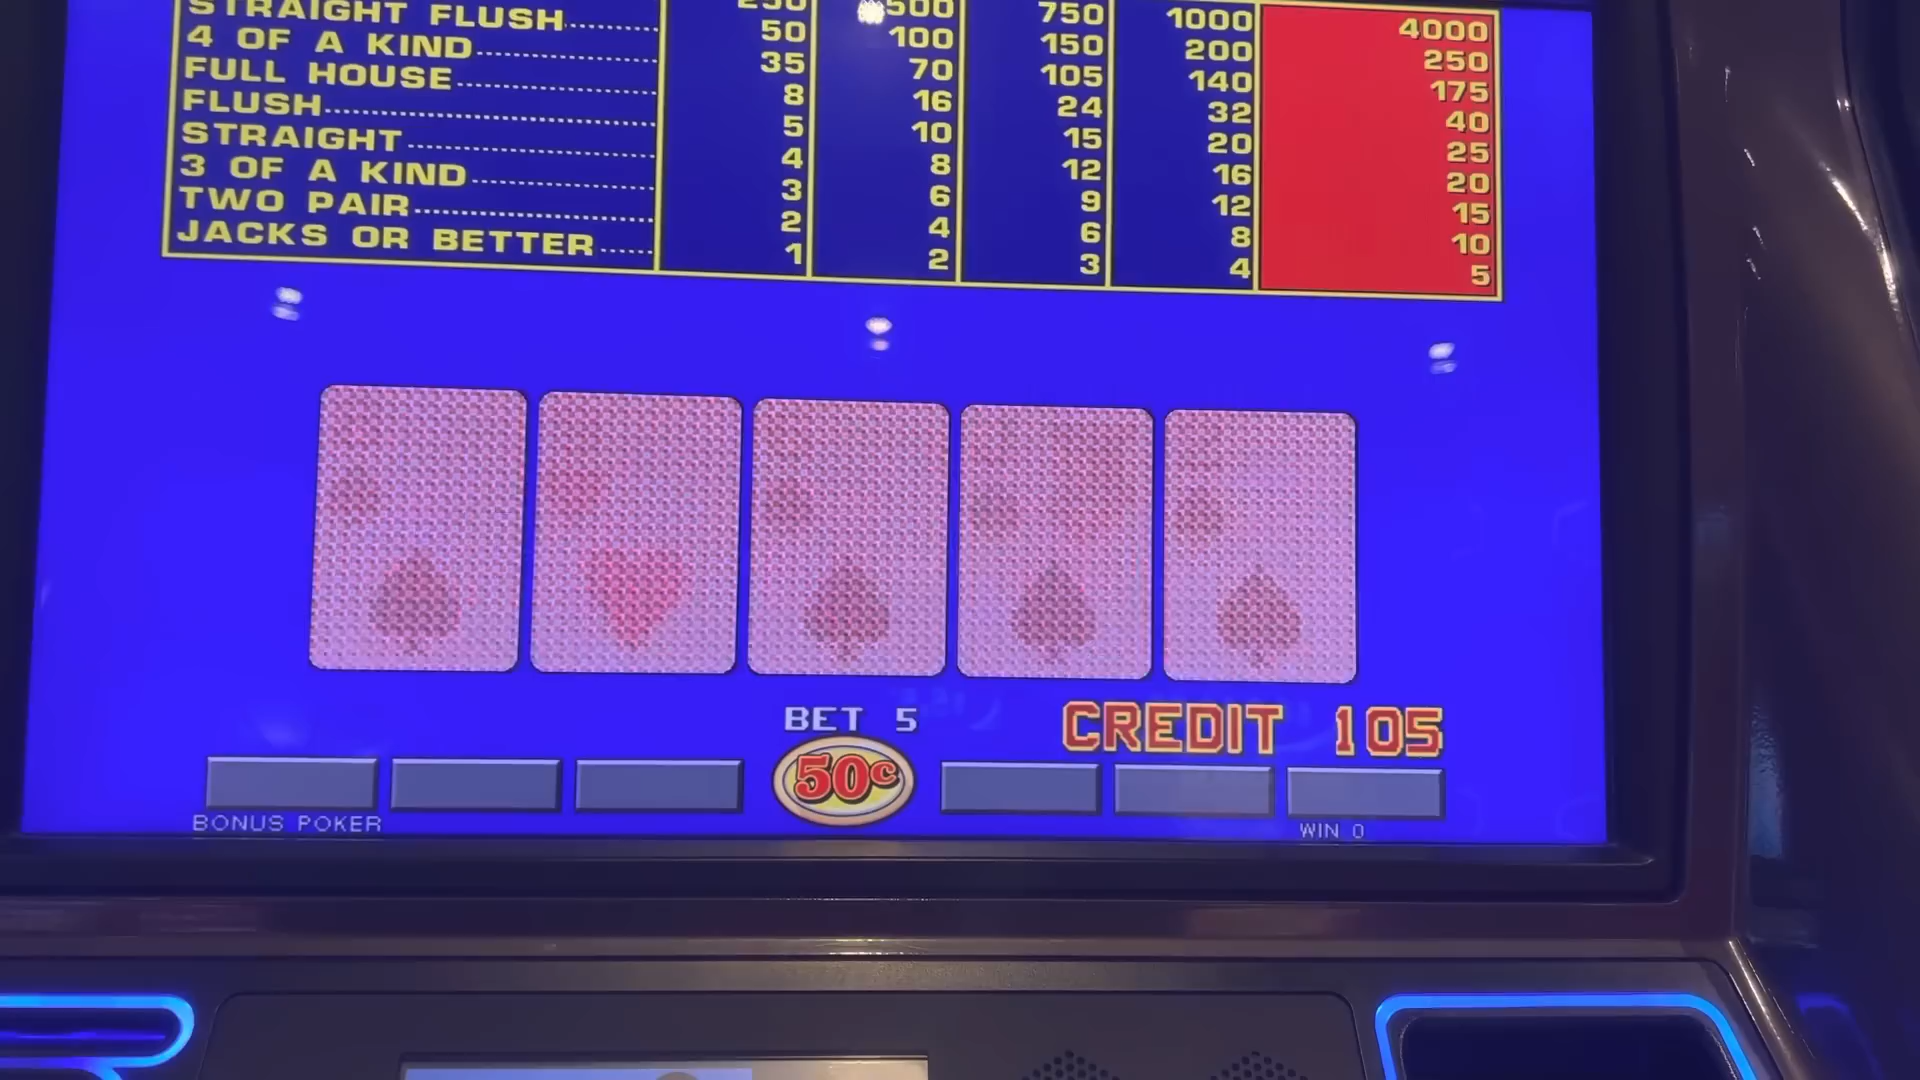 250 500 750 1000 4000
STRAIGHT FLUSH....... 50 100 150 200 250
4 OF A KIND................... 35 70 105 140 175
FULL HOUSE..................... 8 16 24 32 40
FLUSH................................... 5 10 15 20 25
STRAIGHT.......................... 4 8 12 16 20
3 OF A KIND................... 3 6 9 12 15
TWO PAIR......................... 2 4 6 8 10
JACKS OR BETTER..... 1 2 3 4 5
BET 5
CREDIT 105
50¢
BONUS POKER
WIN 0